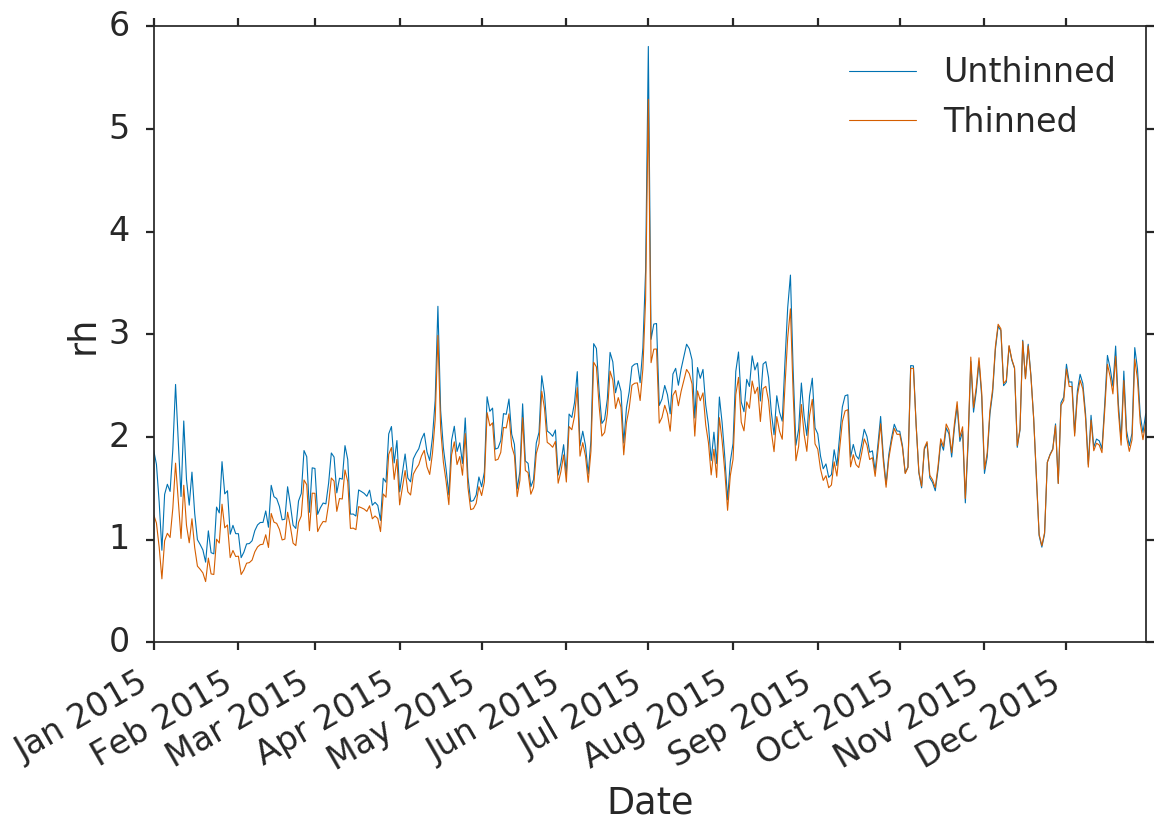 6
5
4
3
2
1
0
rh
Unthinned
Thinned
Jan 2015
Feb 2015
Mar 2015
Apr 2015
May 2015
Jun 2015
Jul 2015
Aug 2015
Sep 2015
Oct 2015
Nov 2015
Dec 2015
Date